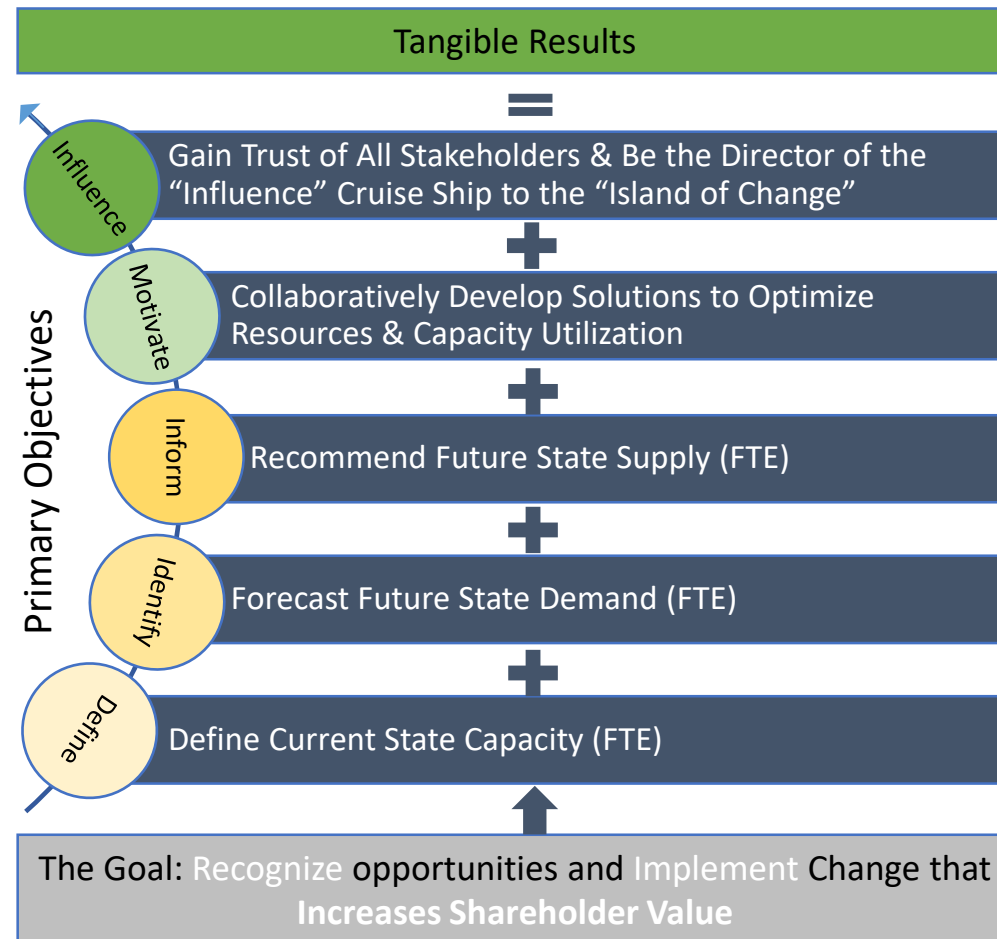 Tangible Results
=
Influence
Gain Trust of All Stakeholders & Be the Director of the
“Influence” Cruise Ship to the “Island of Change”
+
Motivate
Collaboratively Develop Solutions to Optimize
Resources & Capacity Utilization
+
Primary Objectives
Inform
Recommend Future State Supply (FTE)
+
Identify
Forecast Future State Demand (FTE)
+
Define
Define Current State Capacity (FTE)
The Goal: Recognize opportunities and Implement Change that
Increases Shareholder Value